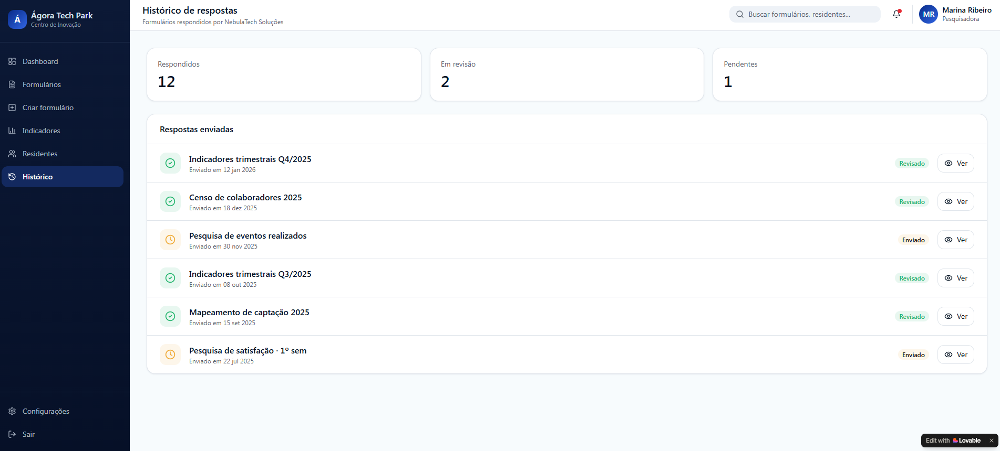 Á
Ágora Tech Park
Centro de Inovação
Dashboard
Formulários
Criar formulário
Indicadores
Residentes
Histórico
Configurações
Sair
Histórico de respostas
Formulários respondidos por NebulaTech Soluções
Buscar formulários, residentes...
MR
Marina Ribeiro
Pesquisadora
Respondidos
12
Em revisão
2
Pendentes
1
Respostas enviadas
Indicadores trimestrais Q4/2025
Enviado em 12 jan 2026
Revisado
Ver
Censo de colaboradores 2025
Enviado em 18 dez 2025
Revisado
Ver
Pesquisa de eventos realizados
Enviado em 30 nov 2025
Enviado
Ver
Indicadores trimestrais Q3/2025
Enviado em 08 out 2025
Revisado
Ver
Mapeamento de captação 2025
Enviado em 15 set 2025
Revisado
Ver
Pesquisa de satisfação · 1º sem
Enviado em 22 jul 2025
Enviado
Ver
Edit with Lovable ×